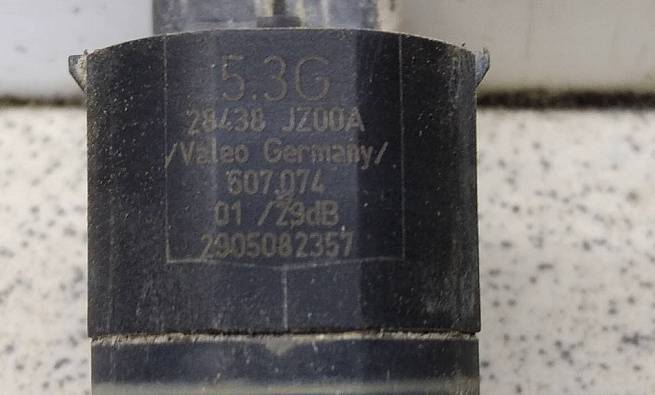 5.3G
28438 JZ00A
/Valeo Germany/
607.074
01 /29dB
2905082357